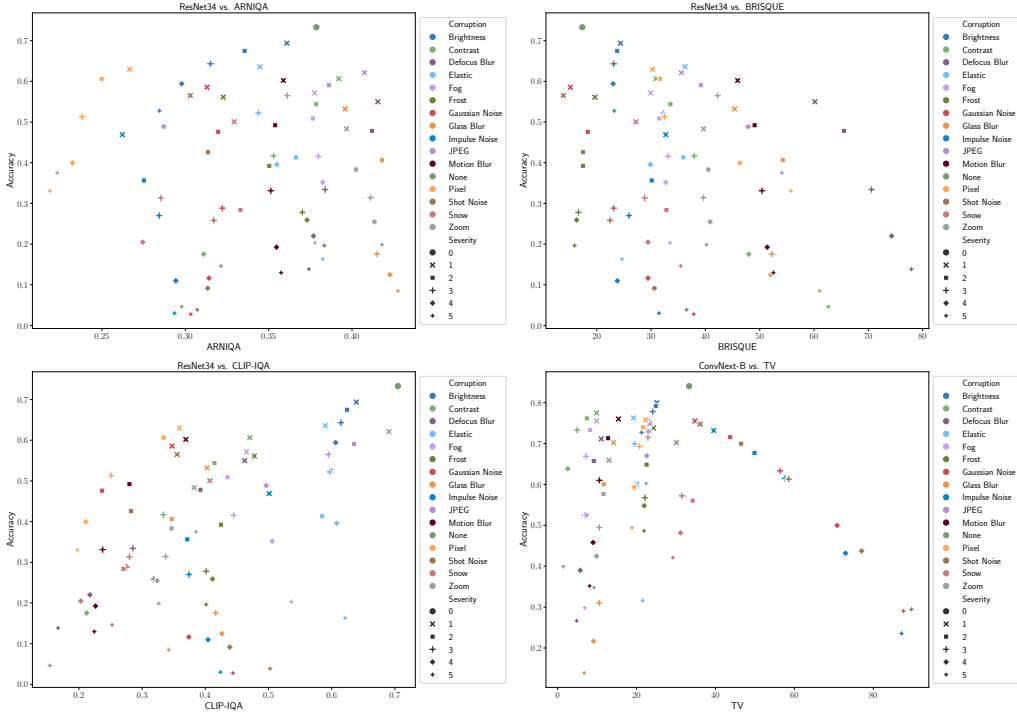 ResNet34 vs. ARNIQA
Accuracy
0.7
0.6
0.5
0.4
0.3
0.2
0.1
0.0
0.25
0.30
0.35
0.40
ARNIQA
Corruption
Brightness
Contrast
Defocus Blur
Elastic
Fog
Frost
Gaussian Noise
Glass Blur
Impulse Noise
JPEG
Motion Blur
None
Pixel
Shot Noise
Snow
Zoom
Severity
0
1
2
3
4
5
ResNet34 vs. BRISQUE
Accuracy
0.7
0.6
0.5
0.4
0.3
0.2
0.1
0.0
20
30
40
50
60
70
80
BRISQUE
Corruption
Brightness
Contrast
Defocus Blur
Elastic
Fog
Frost
Gaussian Noise
Glass Blur
Impulse Noise
JPEG
Motion Blur
None
Pixel
Shot Noise
Snow
Zoom
Severity
0
1
2
3
4
5
ResNet34 vs. CLIP-IQA
Accuracy
0.7
0.6
0.5
0.4
0.3
0.2
0.1
0.0
0.2
0.3
0.4
0.5
0.6
0.7
CLIP-IQA
Corruption
Brightness
Contrast
Defocus Blur
Elastic
Fog
Frost
Gaussian Noise
Glass Blur
Impulse Noise
JPEG
Motion Blur
None
Pixel
Shot Noise
Snow
Zoom
Severity
0
1
2
3
4
5
ConvNext-B vs. TV
Accuracy
0.8
0.7
0.6
0.5
0.4
0.3
0.2
0
20
40
60
80
TV
Corruption
Brightness
Contrast
Defocus Blur
Elastic
Fog
Frost
Gaussian Noise
Glass Blur
Impulse Noise
JPEG
Motion Blur
None
Pixel
Shot Noise
Snow
Zoom
Severity
0
1
2
3
4
5